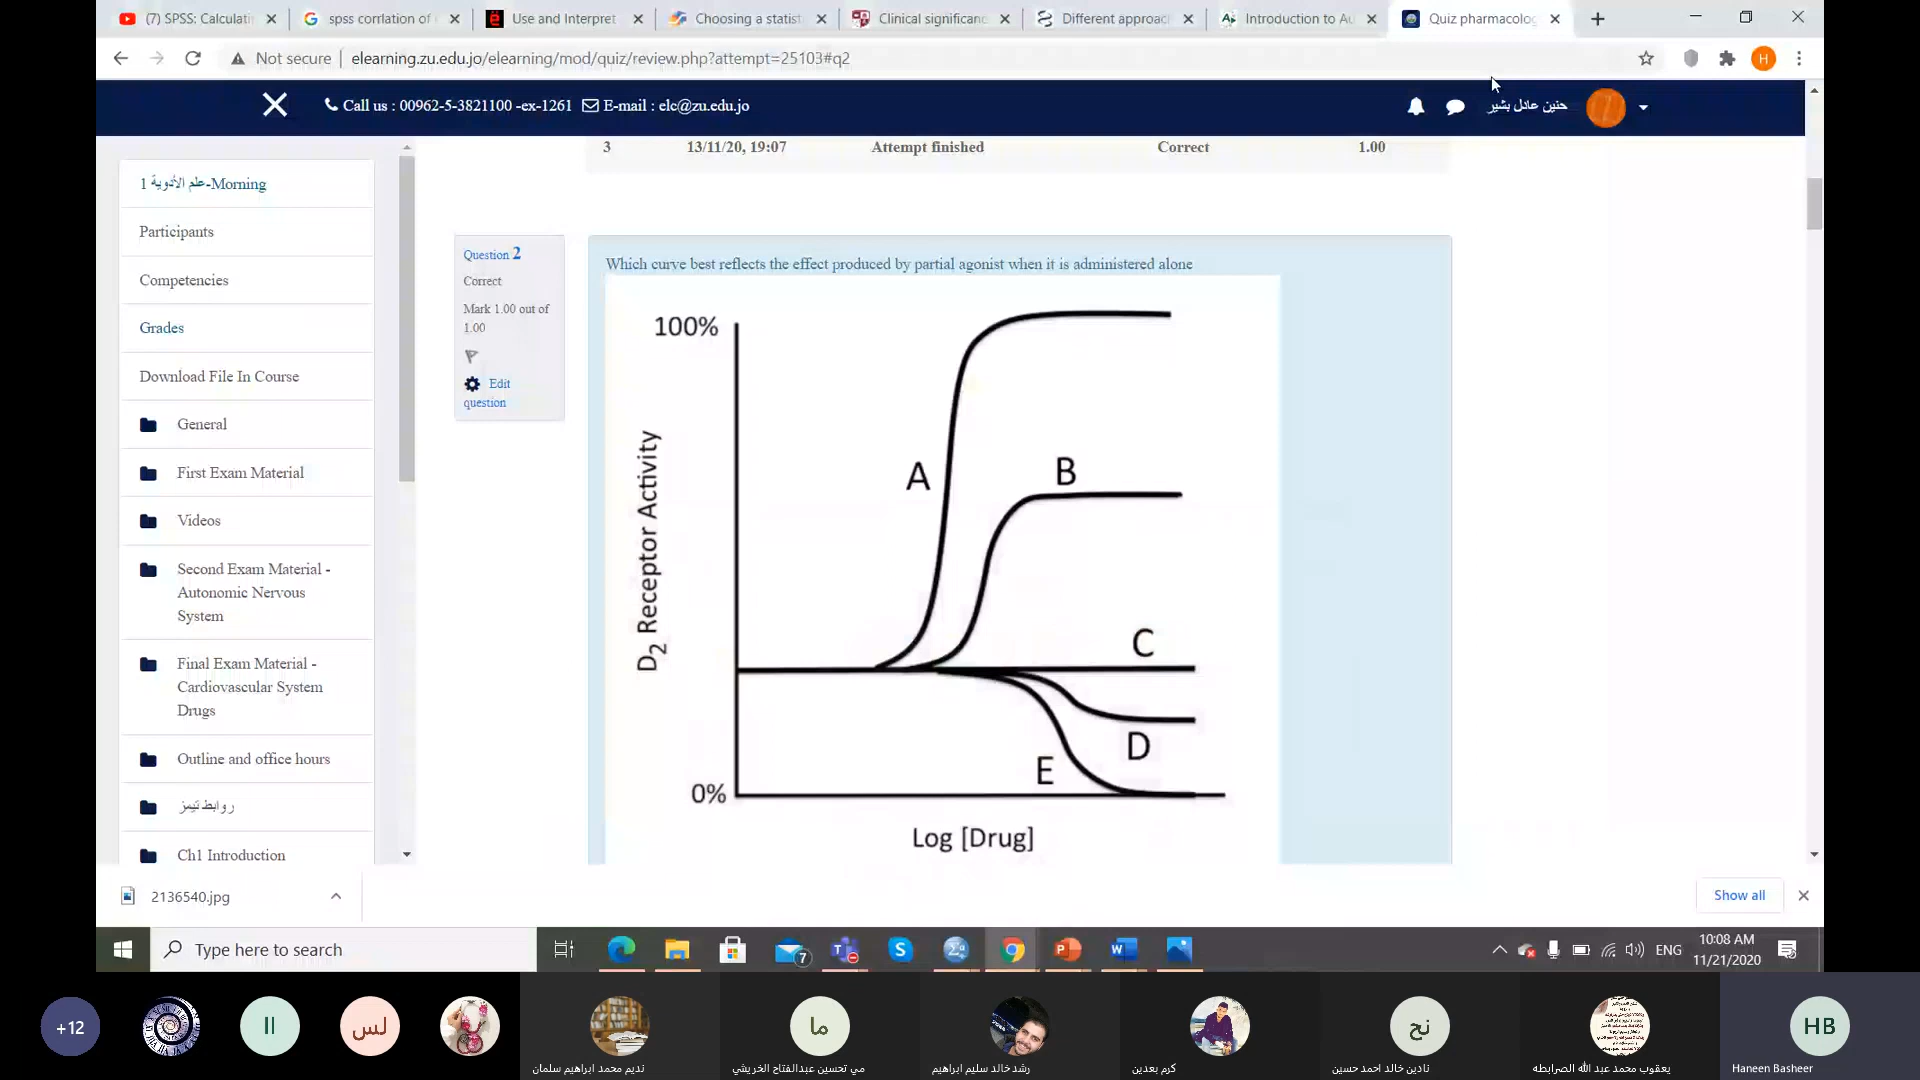 (7) SPSS: Calculati
spss corrlation of
Use and Interpret
Choosing a statist
Clinical significanc
Different approac
Introduction to Au
Quiz pharmacolog
Not secure
elearning.zu.edu.jo/elearning/mod/quiz/review.php?attempt=25103#q2
H
Call us : 00962-5-3821100 -ex-1261
E-mail : elc@zu.edu.jo
حنين عادل بشير
3 13/11/20, 19:07 Attempt finished Correct 1.00
علم الأدوية 1-Morning
Participants
Competencies
Grades
Download File In Course
General
First Exam Material
Videos
Second Exam Material -
Autonomic Nervous
System
Final Exam Material -
Cardiovascular System
Drugs
Outline and office hours
روابط تيمز
Ch1 Introduction
Question 2
Correct
Mark 1.00 out of
1.00
Edit
question
Which curve best reflects the effect produced by partial agonist when it is administered alone
100%
A
B
D2 Receptor Activity
C
D
E
0%
Log [Drug]
2136540.jpg
Show all
Type here to search
7
ENG
10:08 AM
11/21/2020
+12
اا
لس
ما
نح
HB
نديم محمد ابراهيم سلمان
مي تحسين عبدالفتاح الخريشي
رشد خالد سليم ابراهيم
كرم بعدين
نادين خالد احمد حسين
يعقوب محمد عبد الله الصرابطه
Haneen Basheer